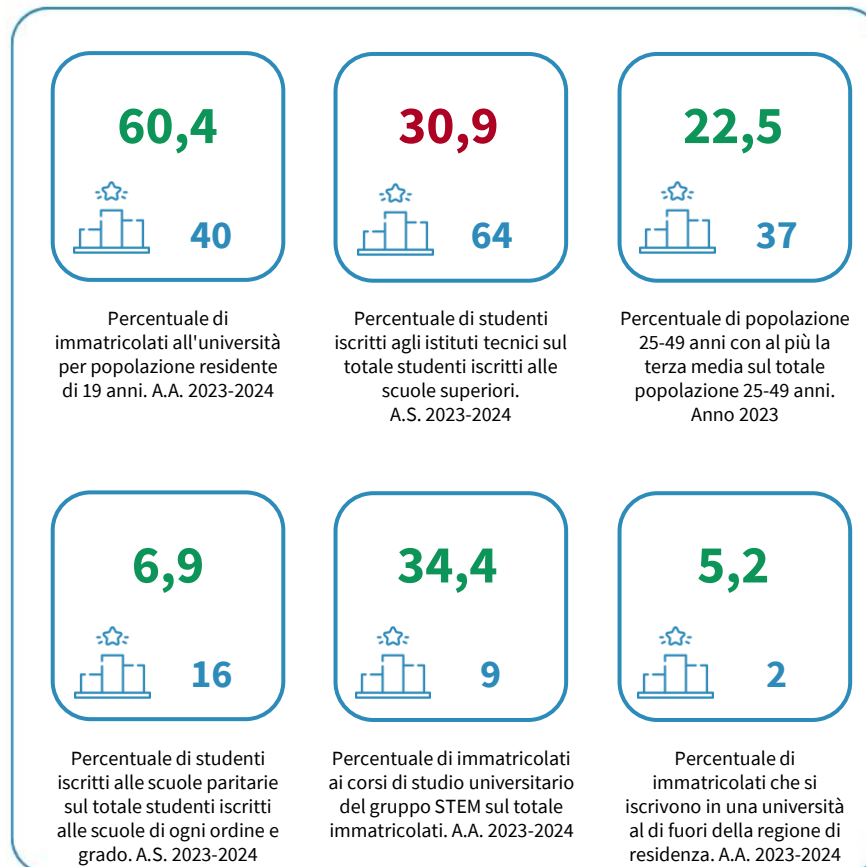 60,4
40
Percentuale di
immatricolati all'università
per popolazione residente
di 19 anni. A.A. 2023-2024
30,9
64
Percentuale di studenti
iscritti agli istituti tecnici sul
totale studenti iscritti alle
scuole superiori.
A.S. 2023-2024
22,5
37
Percentuale di popolazione
25-49 anni con al più la
terza media sul totale
popolazione 25-49 anni.
Anno 2023
6,9
16
Percentuale di studenti
iscritti alle scuole paritarie
sul totale studenti iscritti
alle scuole di ogni ordine e
grado. A.S. 2023-2024
34,4
9
Percentuale di immatricolati
ai corsi di studio universitario
del gruppo STEM sul totale
immatricolati. A.A. 2023-2024
5,2
2
Percentuale di
immatricolati che si
iscrivono in una università
al di fuori della regione di
residenza. A.A. 2023-2024